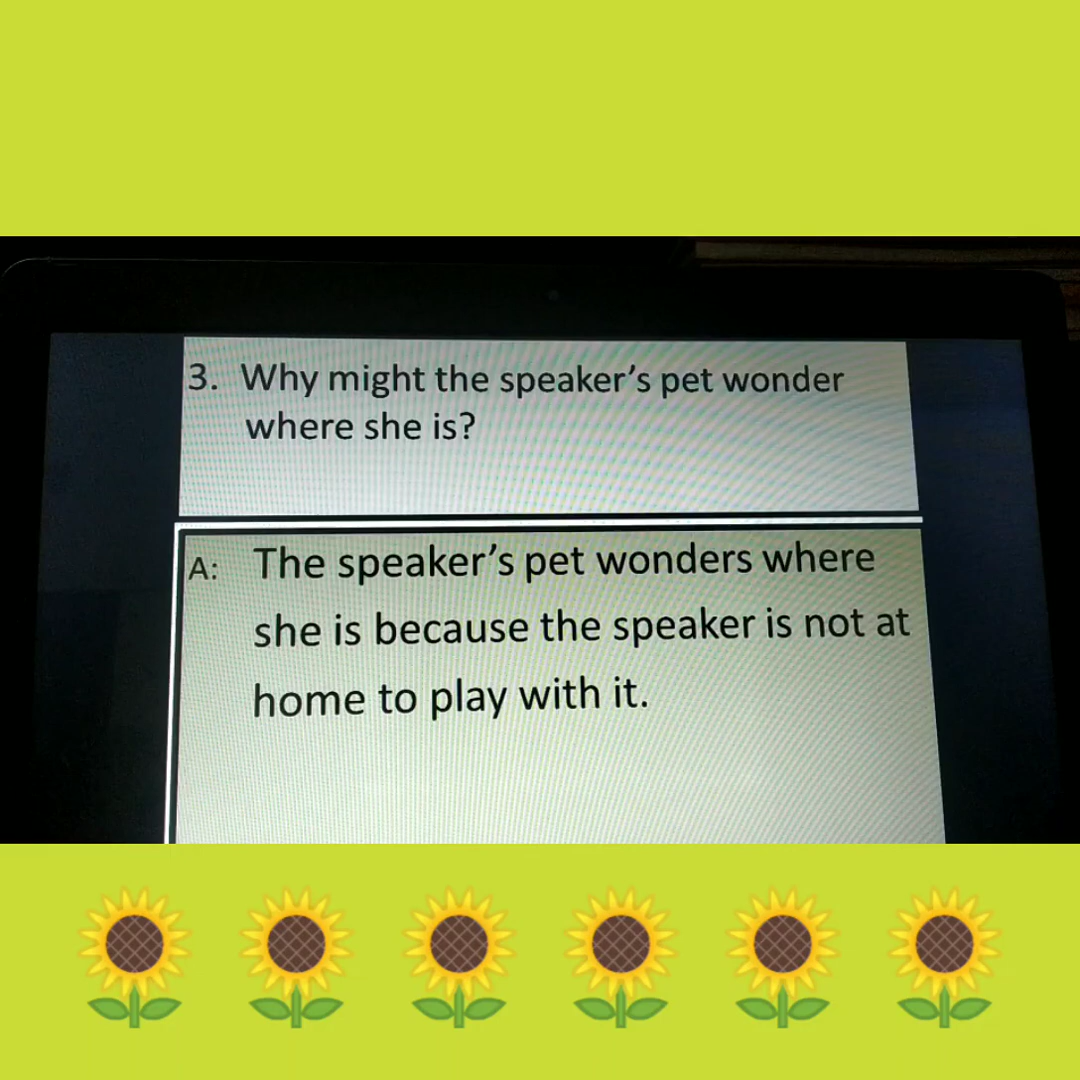 3. Why might the speaker's pet wonder
where she is?
A: The speaker's pet wonders where
she is because the speaker is not at
home to play with it.